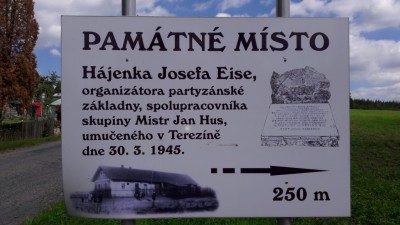 PAMÁTNÉ MÍSTO
Hájenka Josefa Eise,
organizátora partyzánské
základny, spolupracovníka
skupiny Mistr Jan Hus,
umučeného v Terezíně
dne 30. 3. 1945.
250 m